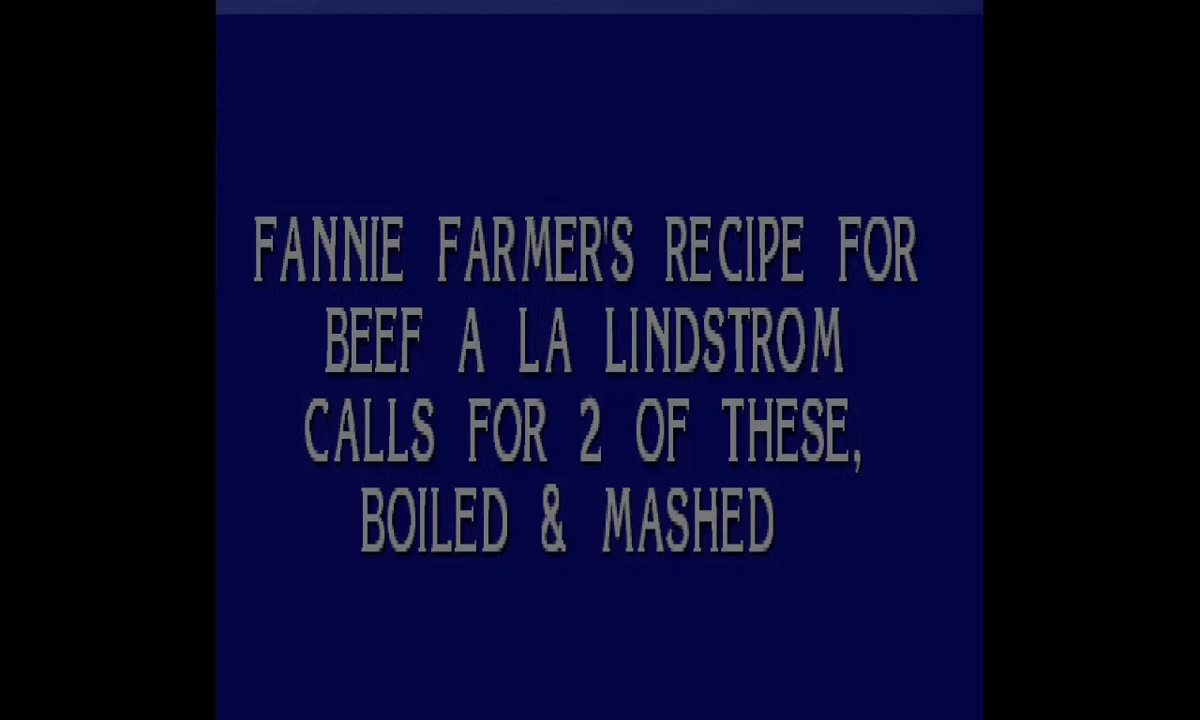 FANNIE FARMER'S RECIPE FOR
BEEF A LA LINDSTROM
CALLS FOR 2 OF THESE,
BOILED & MASHED